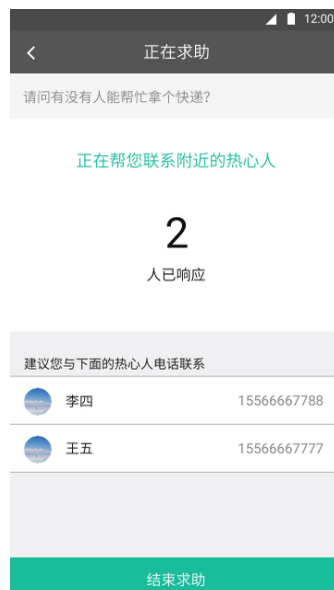 12:00
正在求助
请问有没有人能帮忙拿个快递?
正在帮您联系附近的热心人
2
人已响应
建议您与下面的热心人电话联系
李四 15566667788
王五 15566667777
结束求助